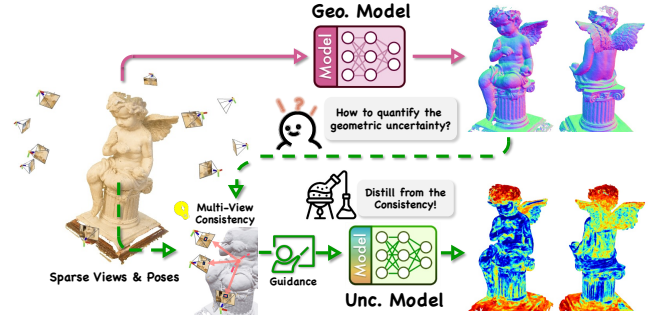 Geo. Model
Model
?
How to quantify the
geometric uncertainty?
Multi-View
Consistency
Distill from the
Consistency!
Sparse Views & Poses
Guidance
Model
Unc. Model